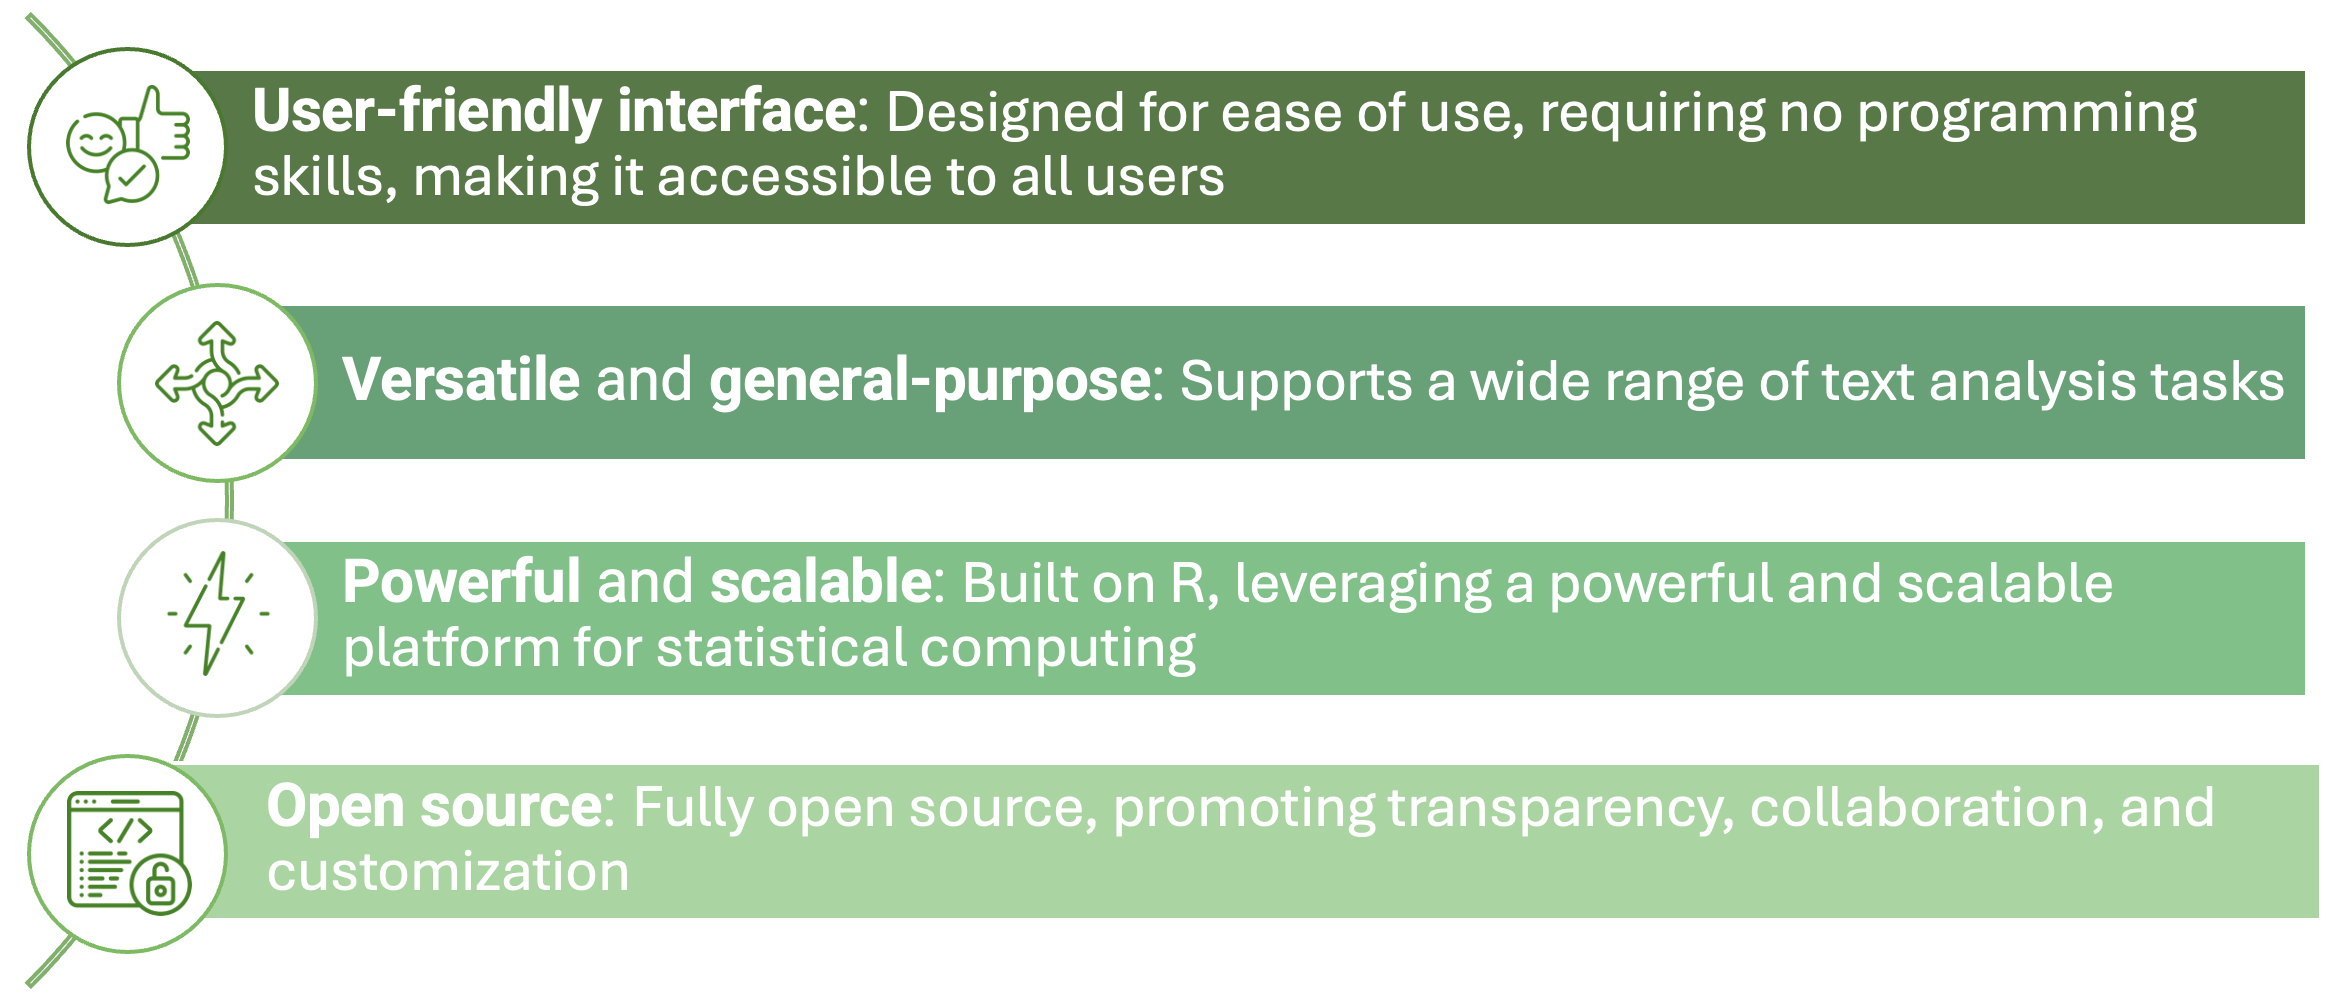 User-friendly interface: Designed for ease of use, requiring no programming
skills, making it accessible to all users
Versatile and general-purpose: Supports a wide range of text analysis tasks
Powerful and scalable: Built on R, leveraging a powerful and scalable
platform for statistical computing
</>
Open source: Fully open source, promoting transparency, collaboration, and
customization